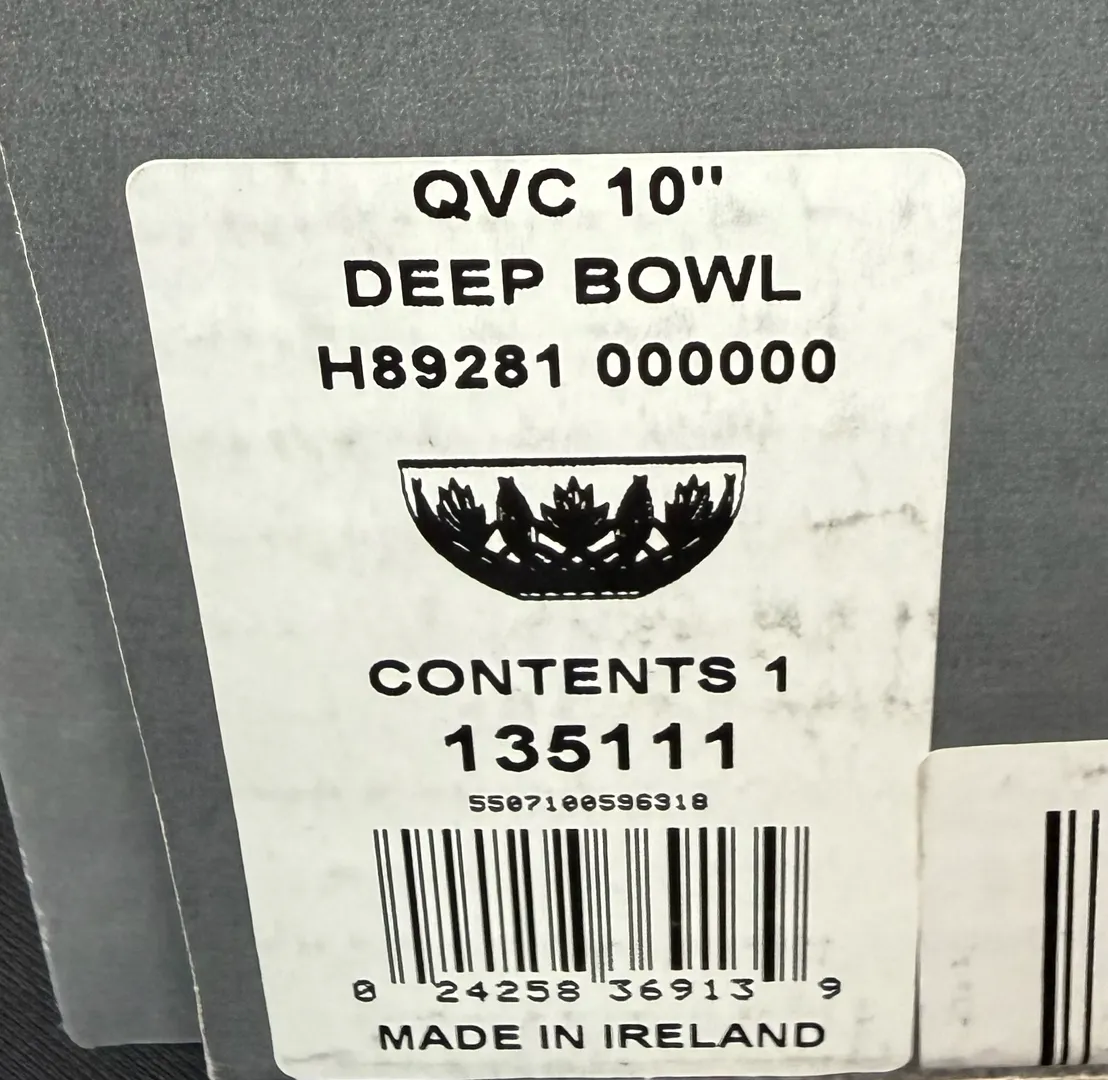 QVC 10"
DEEP BOWL
H89281 000000
CONTENTS 1
135111
5507100596318
0 24258 36913 9
MADE IN IRELAND